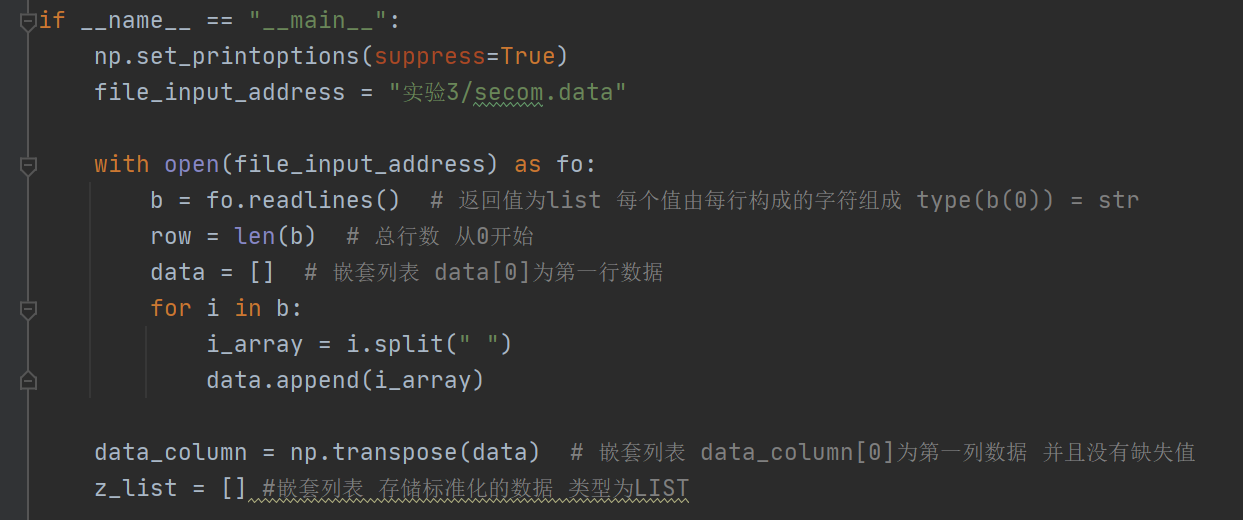 if __name__ == "__main__":
    np.set_printoptions(suppress=True)
    file_input_address = "实验3/secom.data"

    with open(file_input_address) as fo:
        b = fo.readlines()  # 返回值为list 每个值由每行构成的字符组成 type(b(0)) = str
        row = len(b)  # 总行数 从0开始
        data = []  # 嵌套列表 data[0]为第一行数据
        for i in b:
            i_array = i.split(" ")
            data.append(i_array)

    data_column = np.transpose(data)  # 嵌套列表 data_column[0]为第一列数据 并且没有缺失值
    z_list = [] #嵌套列表 存储标准化的数据 类型为LIST